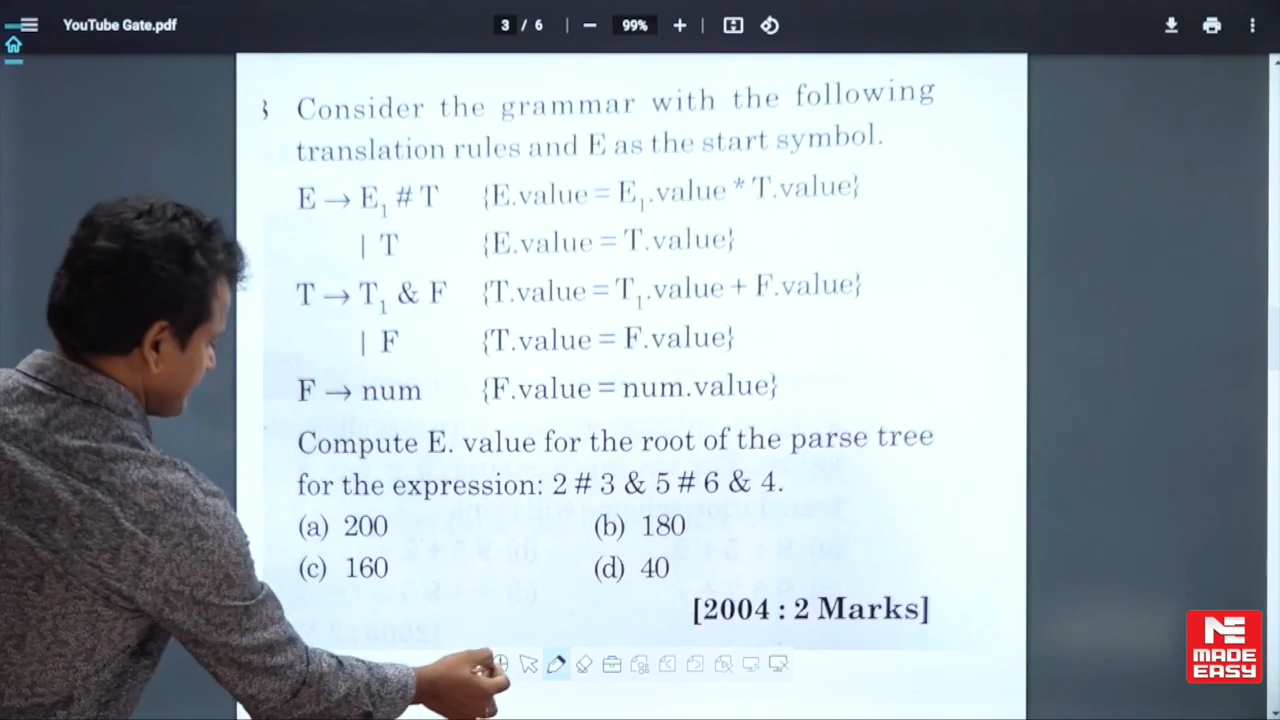 YouTube Gate.pdf
3 / 6
99%
3 Consider the grammar with the following
translation rules and E as the start symbol.
E → E₁ # T {E.value = E₁.value * T.value}
| T {E.value = T.value}
T → T₁ & F {T.value = T₁.value + F.value}
| F {T.value = F.value}
F → num {F.value = num.value}
Compute E. value for the root of the parse tree
for the expression: 2 # 3 & 5 # 6 & 4.
(a) 200 (b) 180
(c) 160 (d) 40
[2004 : 2 Marks]
MADE
EASY